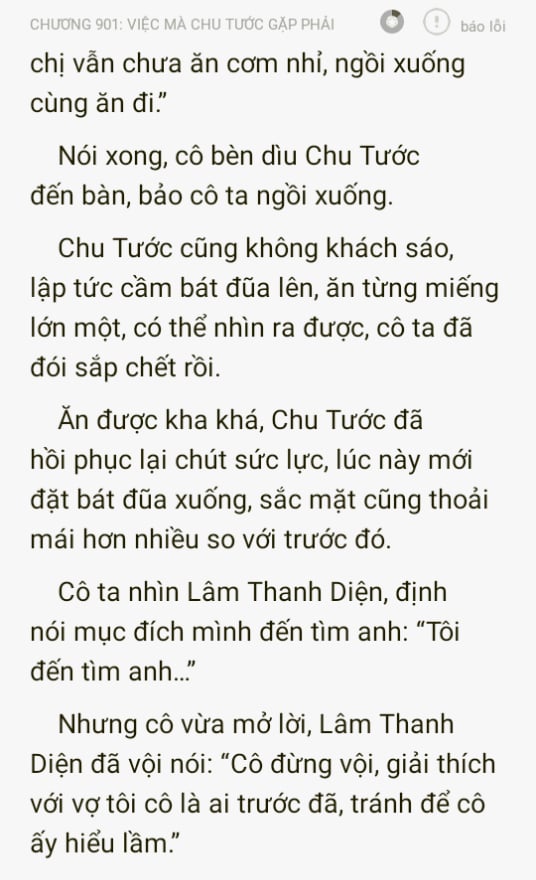 CHƯƠNG 901: VIỆC MÀ CHU TƯỚC GẶP PHẢI
! báo lỗi
chị vẫn chưa ăn cơm nhỉ, ngồi xuống
cùng ăn đi.”
Nói xong, cô bèn dìu Chu Tước
đến bàn, bảo cô ta ngồi xuống.
Chu Tước cũng không khách sáo,
lập tức cầm bát đũa lên, ăn từng miếng
lớn một, có thể nhìn ra được, cô ta đã
đói sắp chết rồi.
Ăn được kha khá, Chu Tước đã
hồi phục lại chút sức lực, lúc này mới
đặt bát đũa xuống, sắc mặt cũng thoải
mái hơn nhiều so với trước đó.
Cô ta nhìn Lâm Thanh Diện, định
nói mục đích mình đến tìm anh: “Tôi
đến tìm anh...”
Nhưng cô vừa mở lời, Lâm Thanh
Diện đã vội nói: “Cô đừng vội, giải thích
với vợ tôi cô là ai trước đã, tránh để cô
ấy hiểu lầm.”